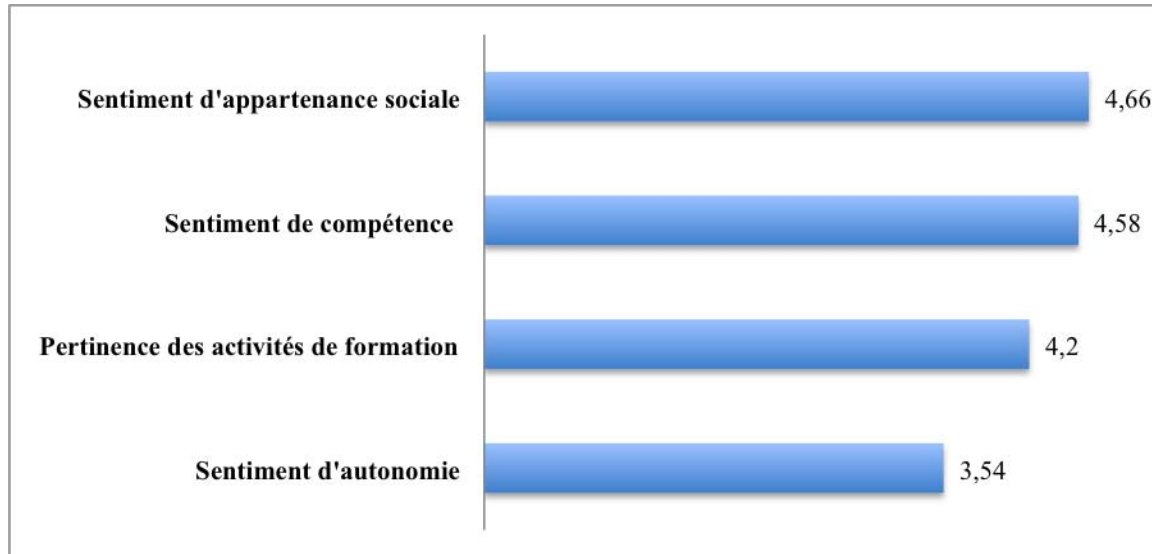 Sentiment d'appartenance sociale 4,66
Sentiment de compétence 4,58
Pertinence des activités de formation 4,2
Sentiment d'autonomie 3,54